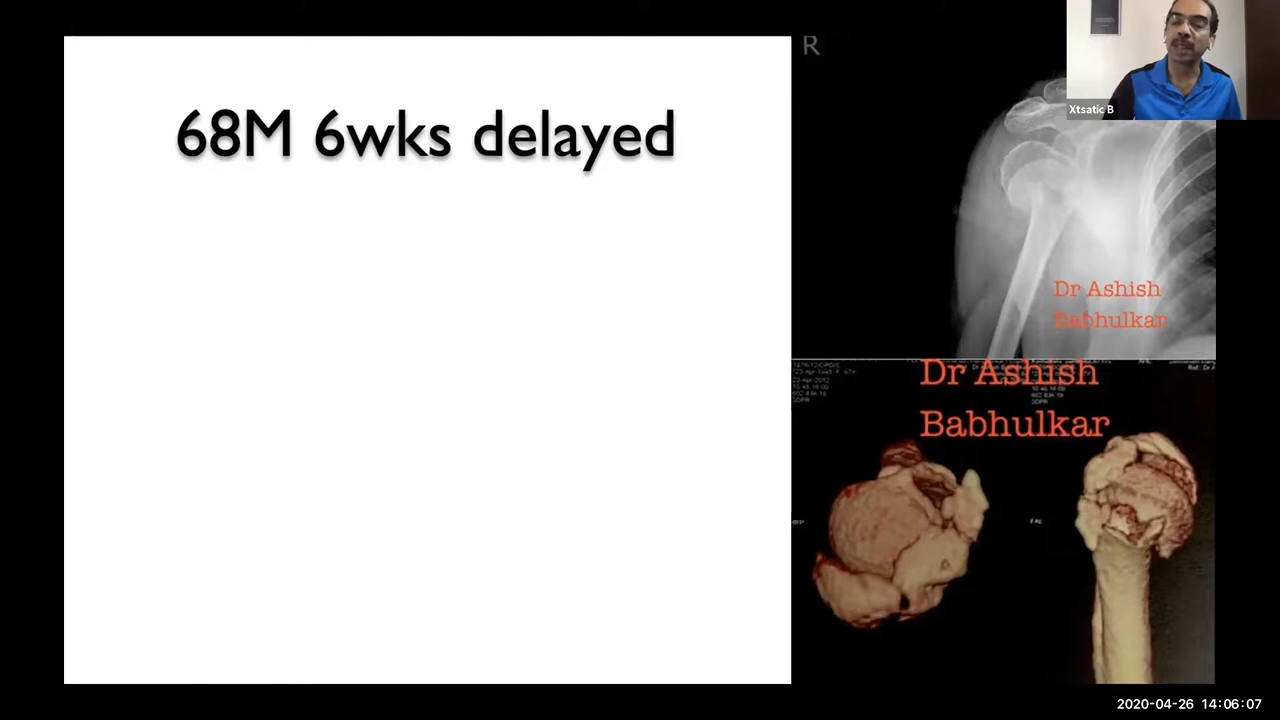 68M 6wks delayed
R
Xtsatic B
Dr Ashish
Babhulkar
Dr Ashish
Babhulkar
2020-04-26 14:06:07